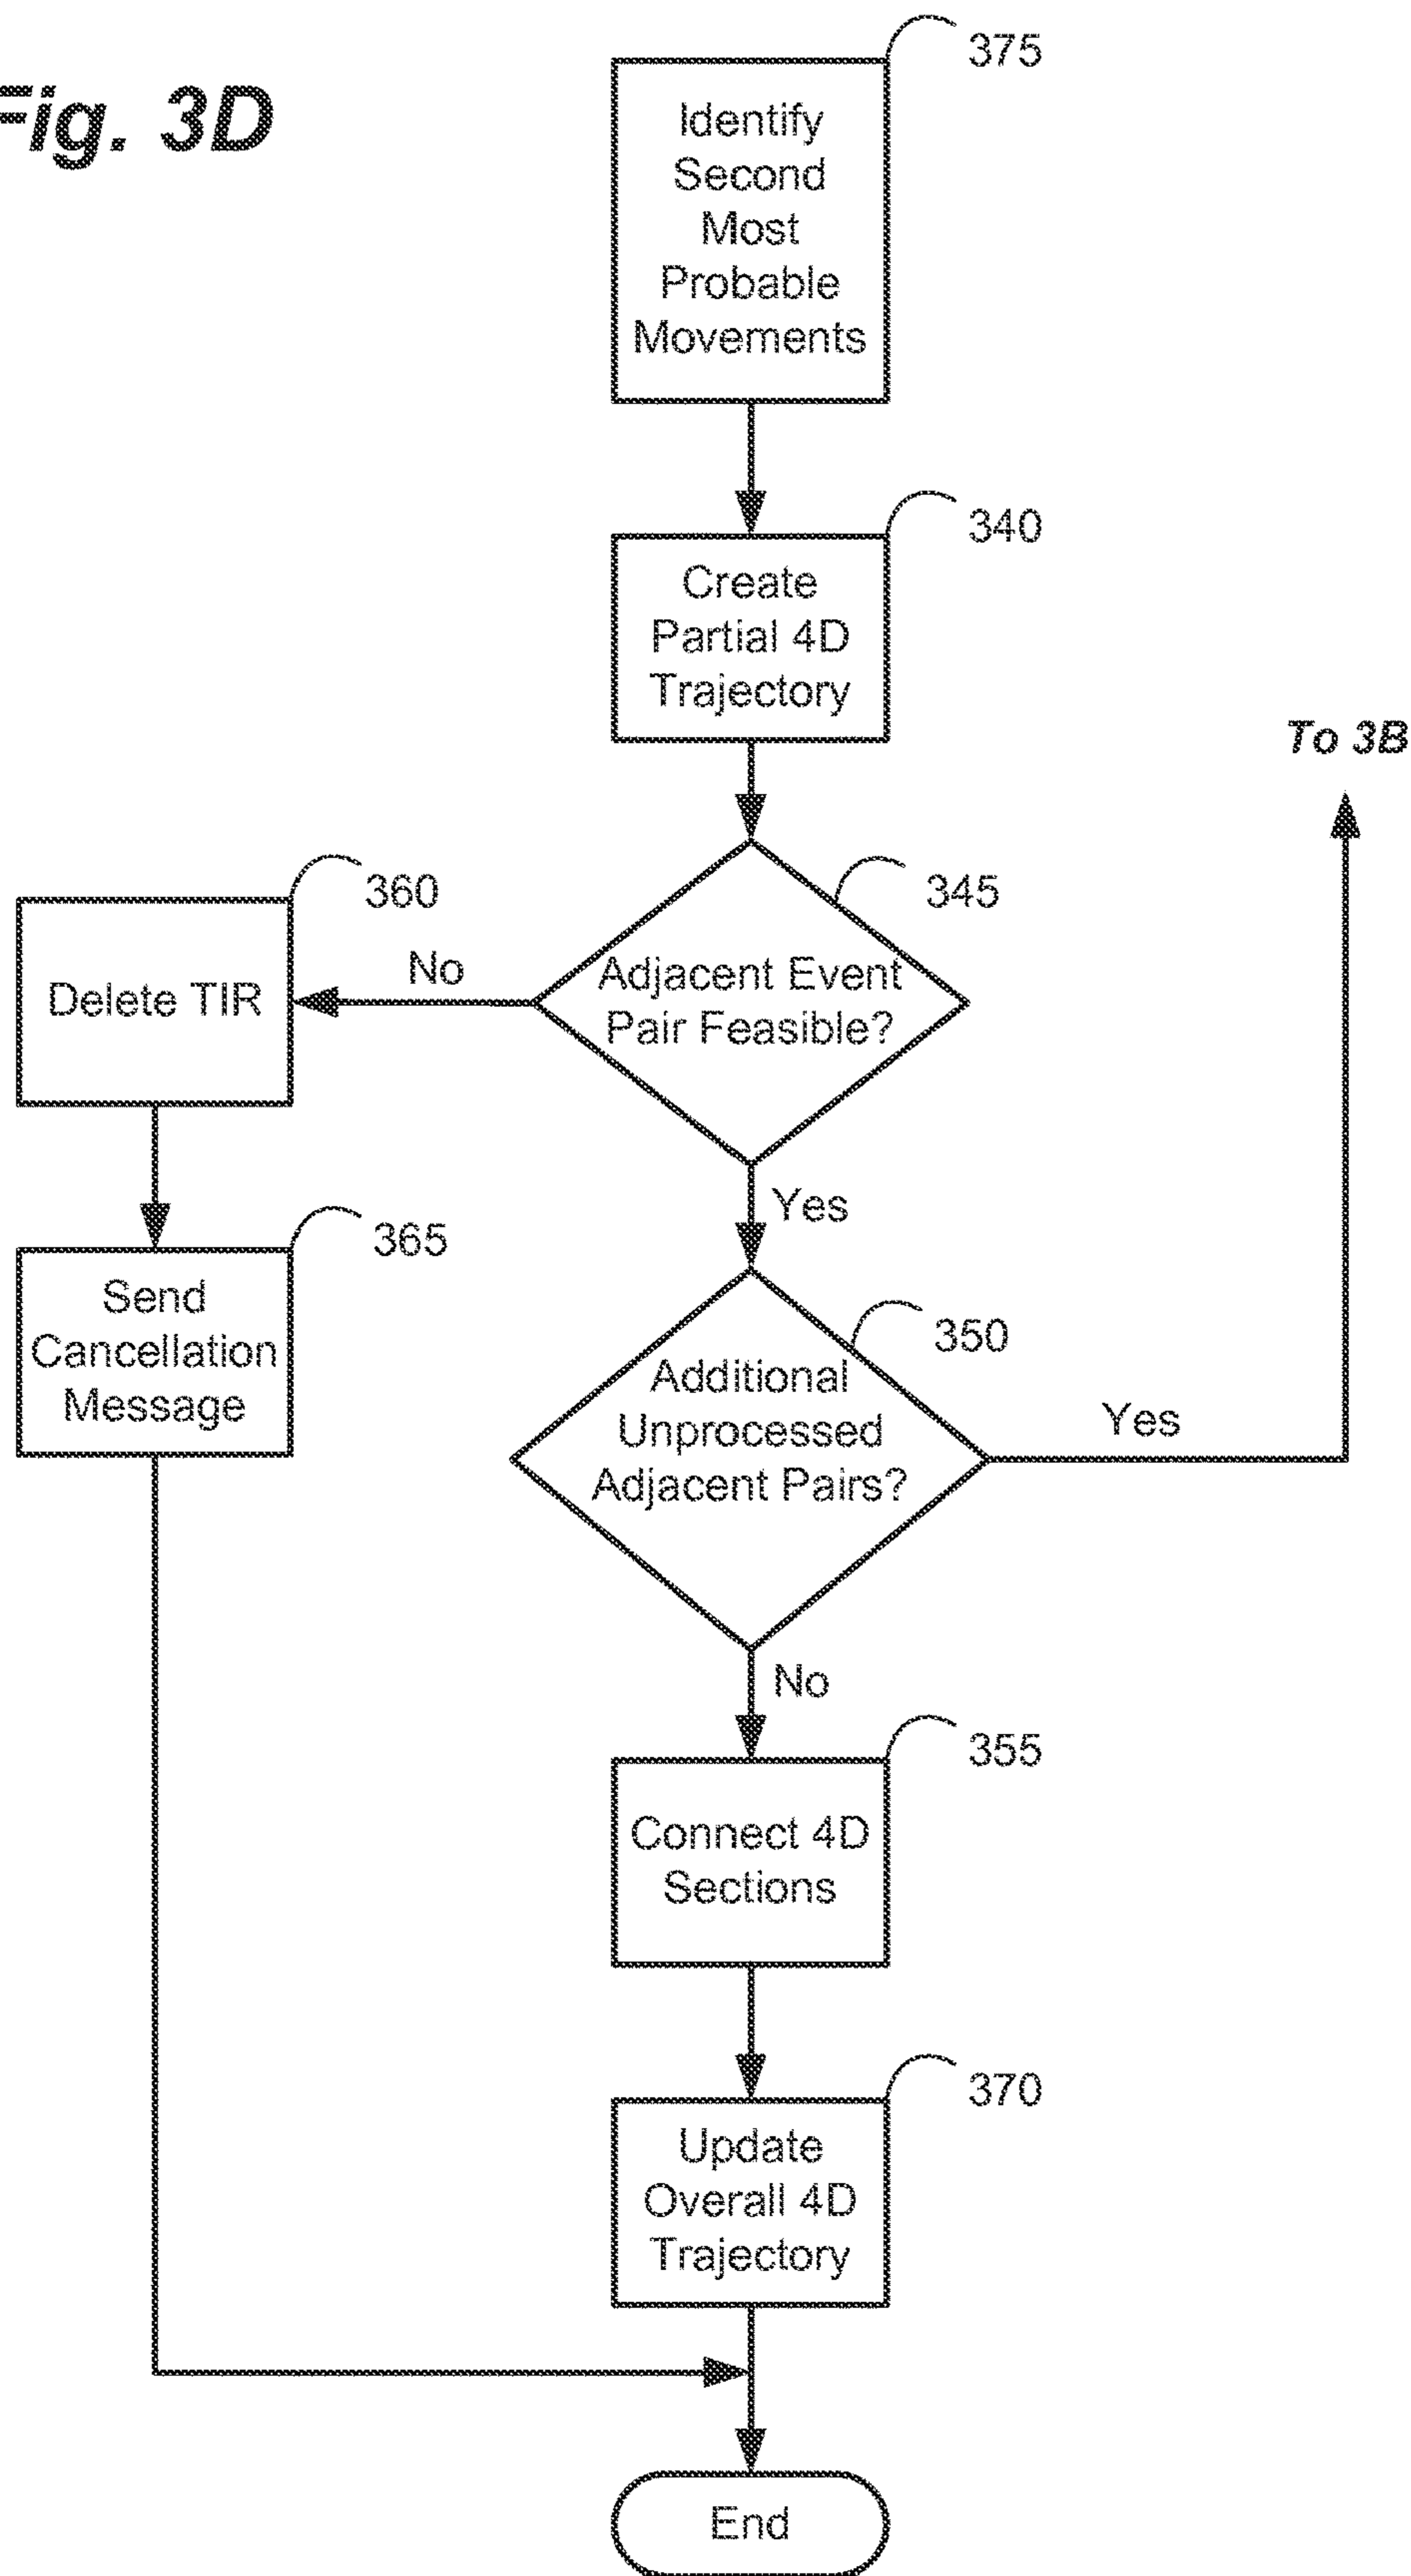 Fig. 3D
375
Identify
Second
Most
Probable
Movements
340
Create
Partial 4D
Trajectory
To 3B
345
Adjacent Event
Pair Feasible?
No
360
Delete TIR
Yes
365
Send
Cancellation
Message
350
Additional
Unprocessed
Adjacent Pairs?
Yes
No
355
Connect 4D
Sections
370
Update
Overall 4D
Trajectory
End